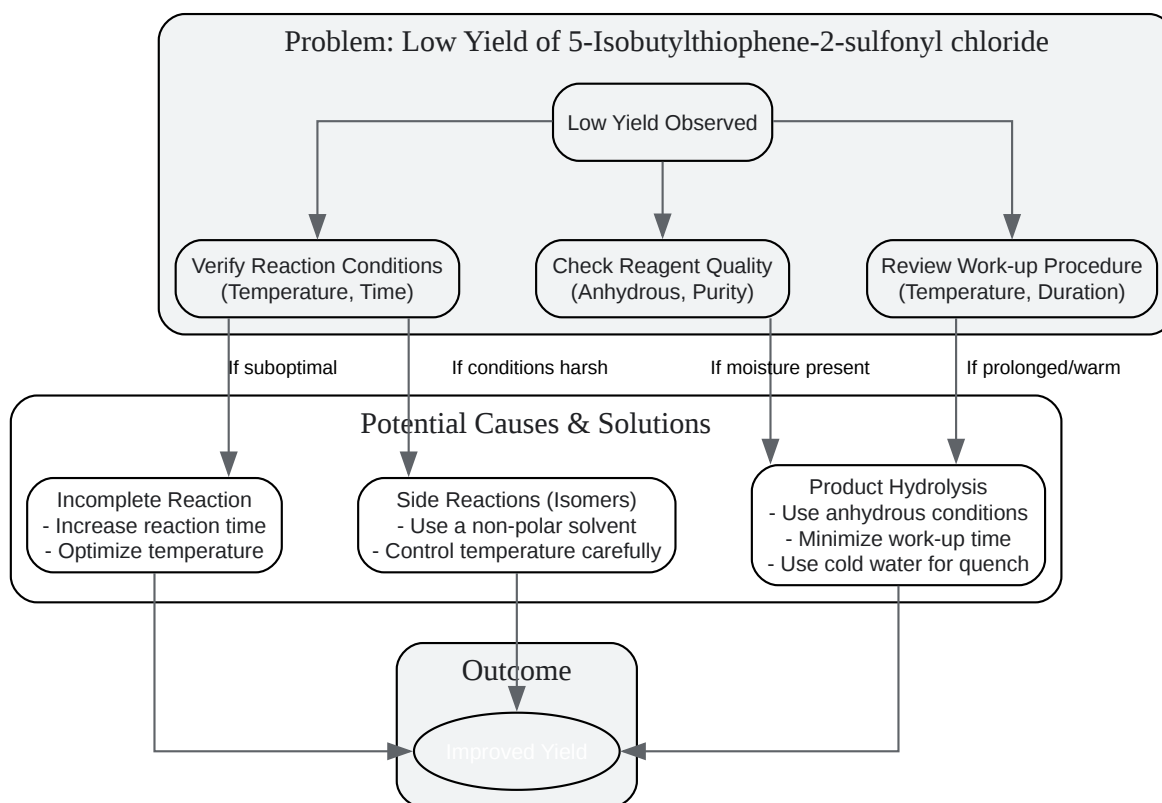 Problem: Low Yield of 5-Isobutylthiophene-2-sulfonyl chloride
Low Yield Observed
Verify Reaction Conditions
(Temperature, Time)
Check Reagent Quality
(Anhydrous, Purity)
Review Work-up Procedure
(Temperature, Duration)
If suboptimal
If conditions harsh
If moisture present
If prolonged/warm
Potential Causes & Solutions
Incomplete Reaction
- Increase reaction time
- Optimize temperature
Side Reactions (Isomers)
- Use a non-polar solvent
- Control temperature carefully
Product Hydrolysis
- Use anhydrous conditions
- Minimize work-up time
- Use cold water for quench
Outcome
Improved Yield